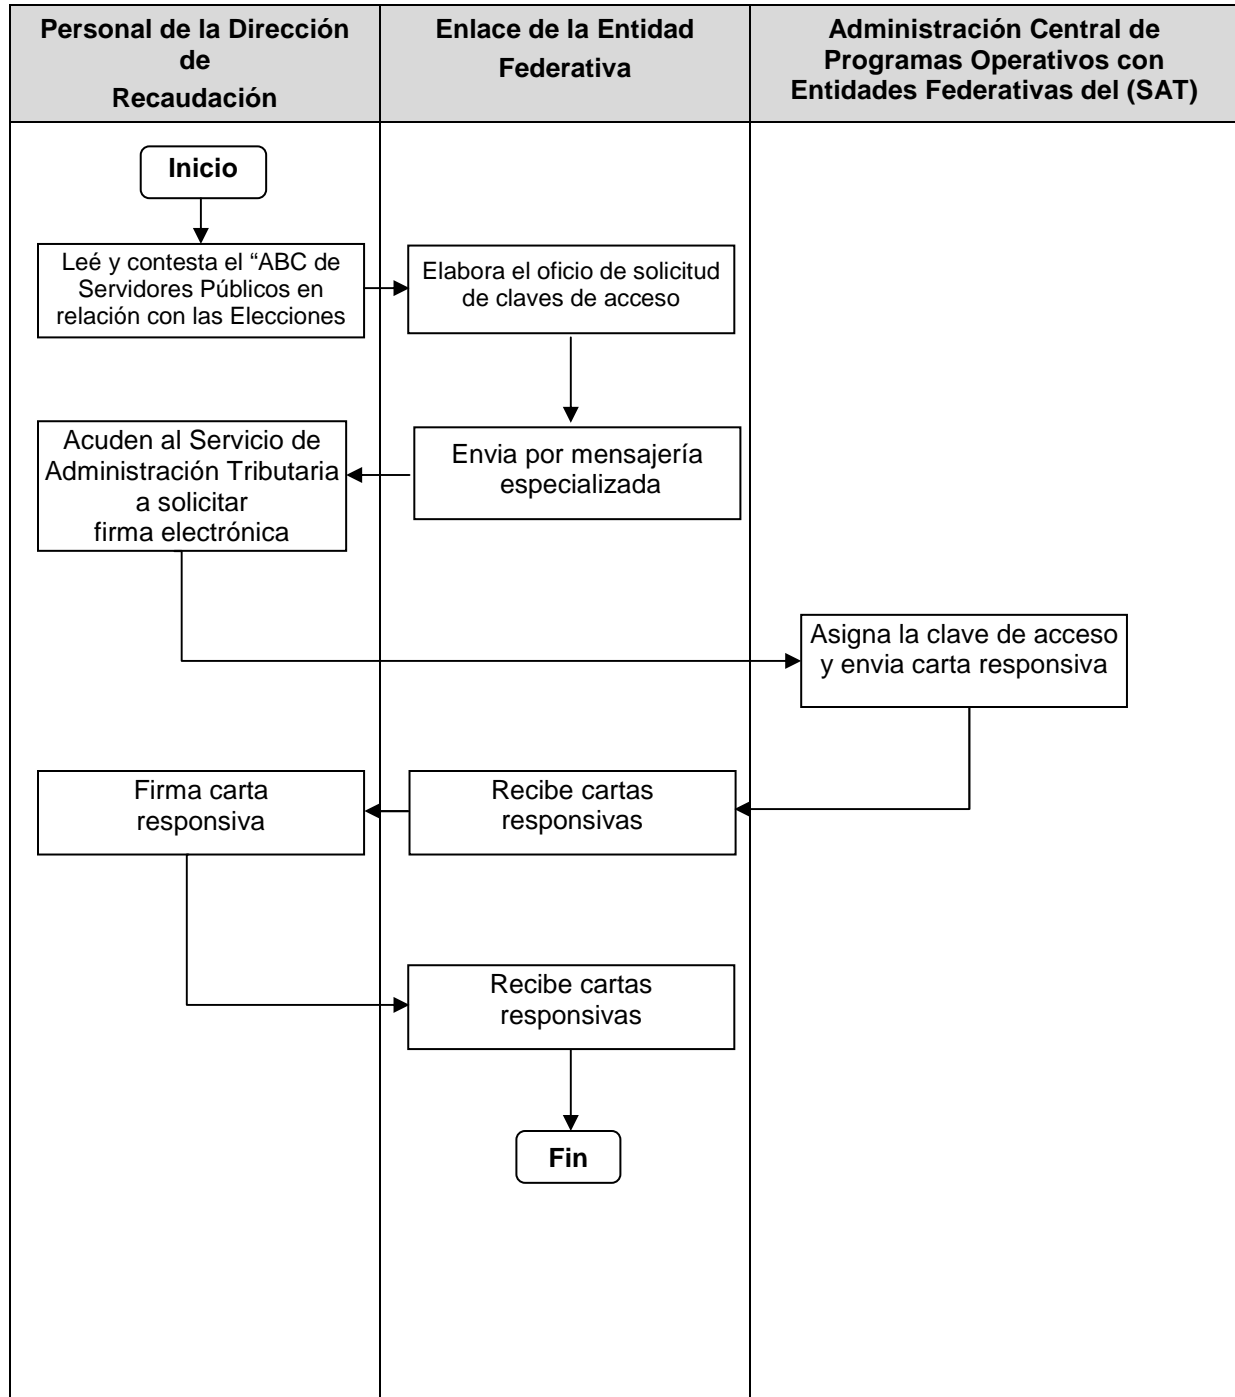 Personal de la Dirección
de
Recaudación
Enlace de la Entidad
Federativa
Administración Central de
Programas Operativos con
Entidades Federativas del (SAT)
Inicio
Leé y contesta el “ABC de
Servidores Públicos en
relación con las Elecciones
Elabora el oficio de solicitud
de claves de acceso
Envia por mensajería
especializada
Acuden al Servicio de
Administración Tributaria
a solicitar
firma electrónica
Asigna la clave de acceso
y envia carta responsiva
Recibe cartas
responsivas
Firma carta
responsiva
Recibe cartas
responsivas
Fin